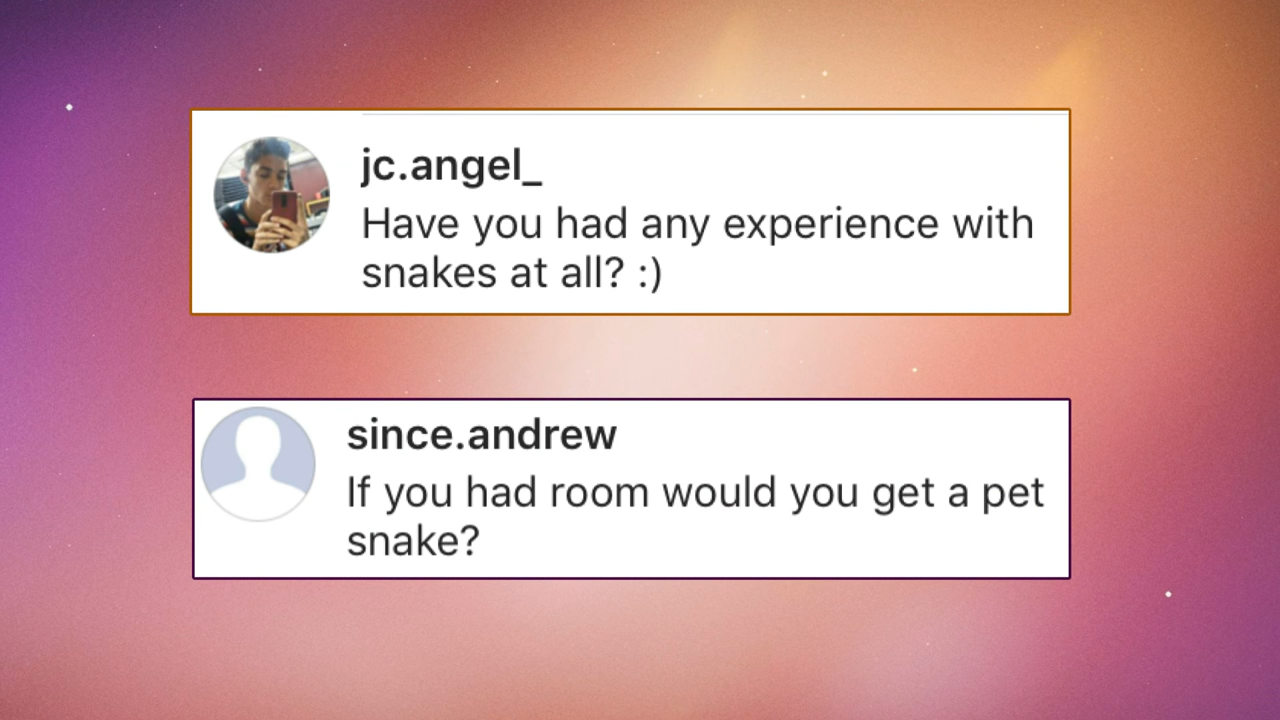 jc.angel_
Have you had any experience with
snakes at all? :)
since.andrew
If you had room would you get a pet
snake?